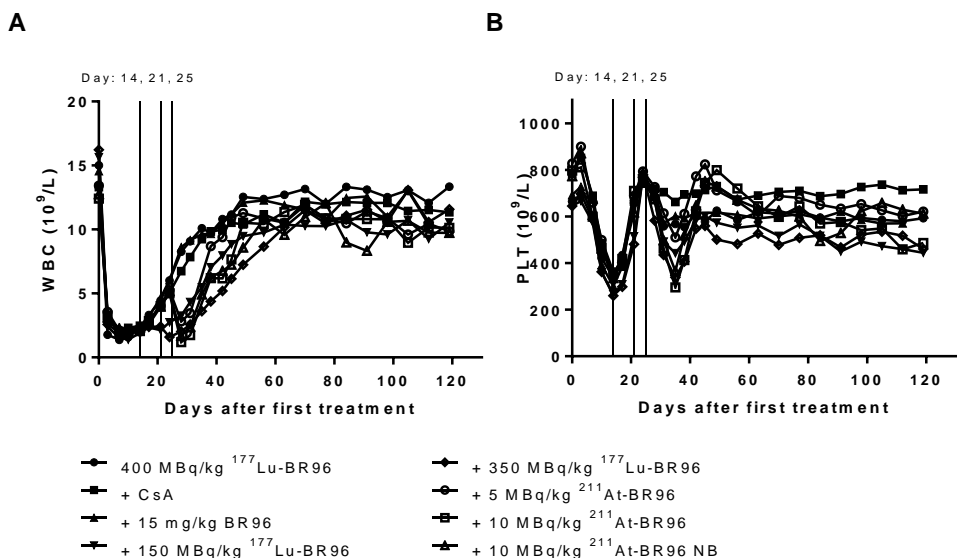 A
B
Day: 14, 21, 25
Day: 14, 21, 25
20
15
10
5
0
WBC (10⁹/L)
0 20 40 60 80 100 120
Days after first treatment
1000
800
600
400
200
0
PLT (10⁹/L)
0 20 40 60 80 100 120
Days after first treatment
400 MBq/kg ¹⁷⁷Lu-BR96
+ CsA
+ 15 mg/kg BR96
+ 150 MBq/kg ¹⁷⁷Lu-BR96
+ 350 MBq/kg ¹⁷⁷Lu-BR96
+ 5 MBq/kg ²¹¹At-BR96
+ 10 MBq/kg ²¹¹At-BR96
+ 10 MBq/kg ²¹¹At-BR96 NB